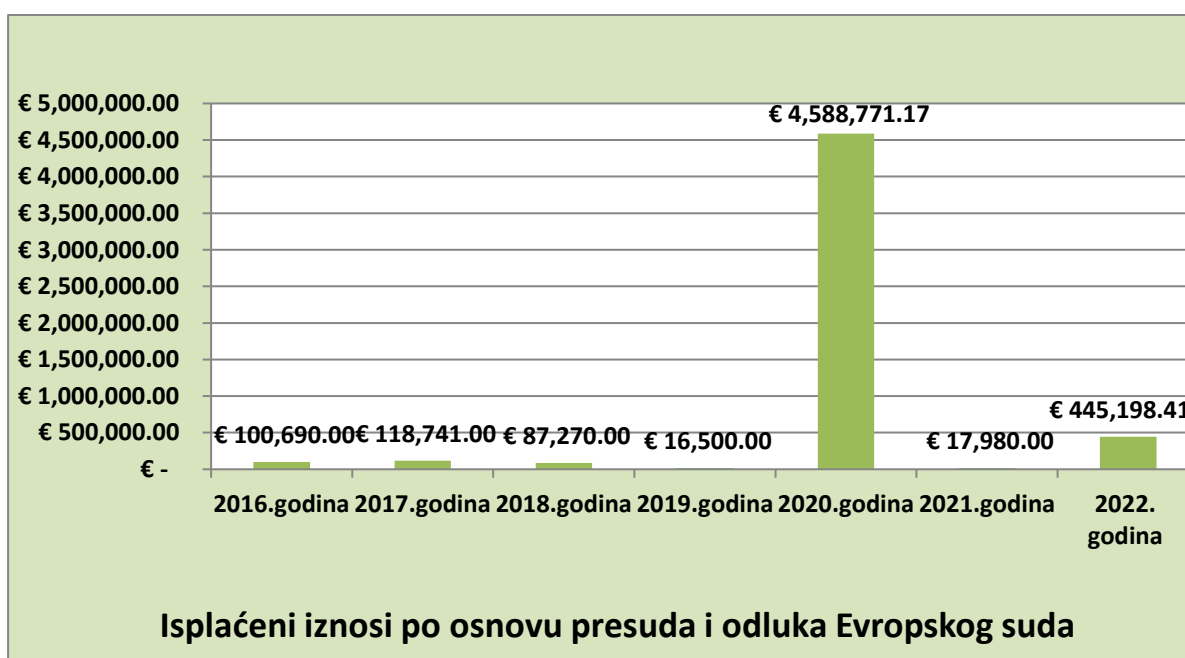 € 5,000,000.00
€ 4,500,000.00
€ 4,000,000.00
€ 3,500,000.00
€ 3,000,000.00
€ 2,500,000.00
€ 2,000,000.00
€ 1,500,000.00
€ 1,000,000.00
€ 500,000.00
€ -
€ 100,690.00
€ 118,741.00
€ 87,270.00
€ 16,500.00
€ 4,588,771.17
€ 17,980.00
€ 445,198.41
2016.godina
2017.godina
2018.godina
2019.godina
2020.godina
2021.godina
2022.
godina
Isplaćeni iznosi po osnovu presuda i odluka Evropskog suda